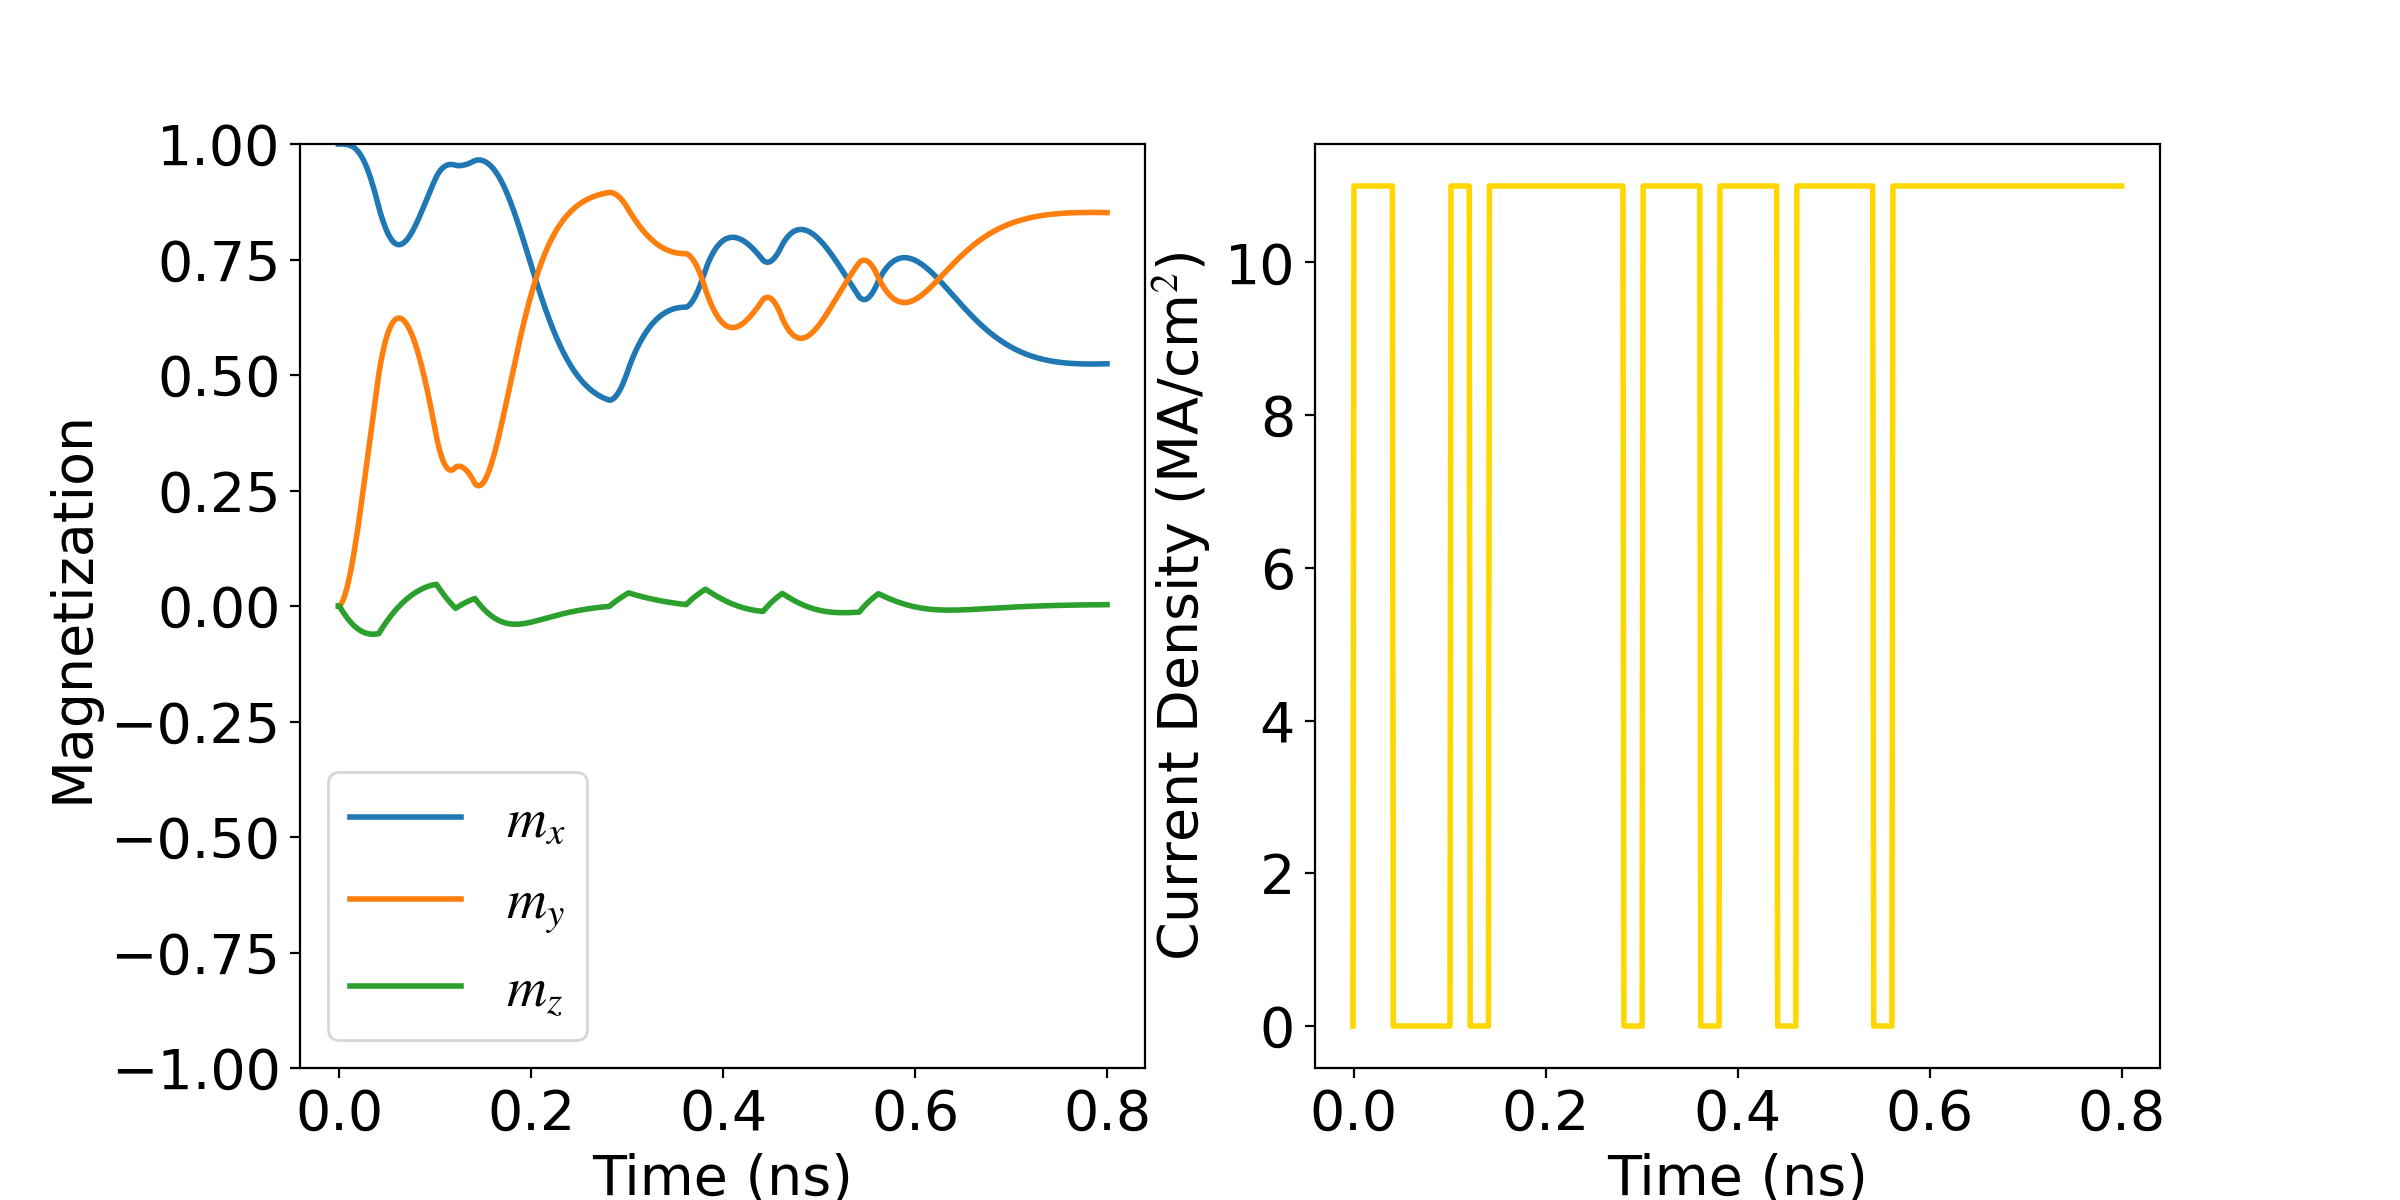 1.00
0.75
0.50
0.25
0.00
−0.25
−0.50
−0.75
−1.00
Magnetization
m_x
m_y
m_z
0.0 0.2 0.4 0.6 0.8
Time (ns)
10
8
6
4
2
0
Current Density (MA/cm²)
0.0 0.2 0.4 0.6 0.8
Time (ns)